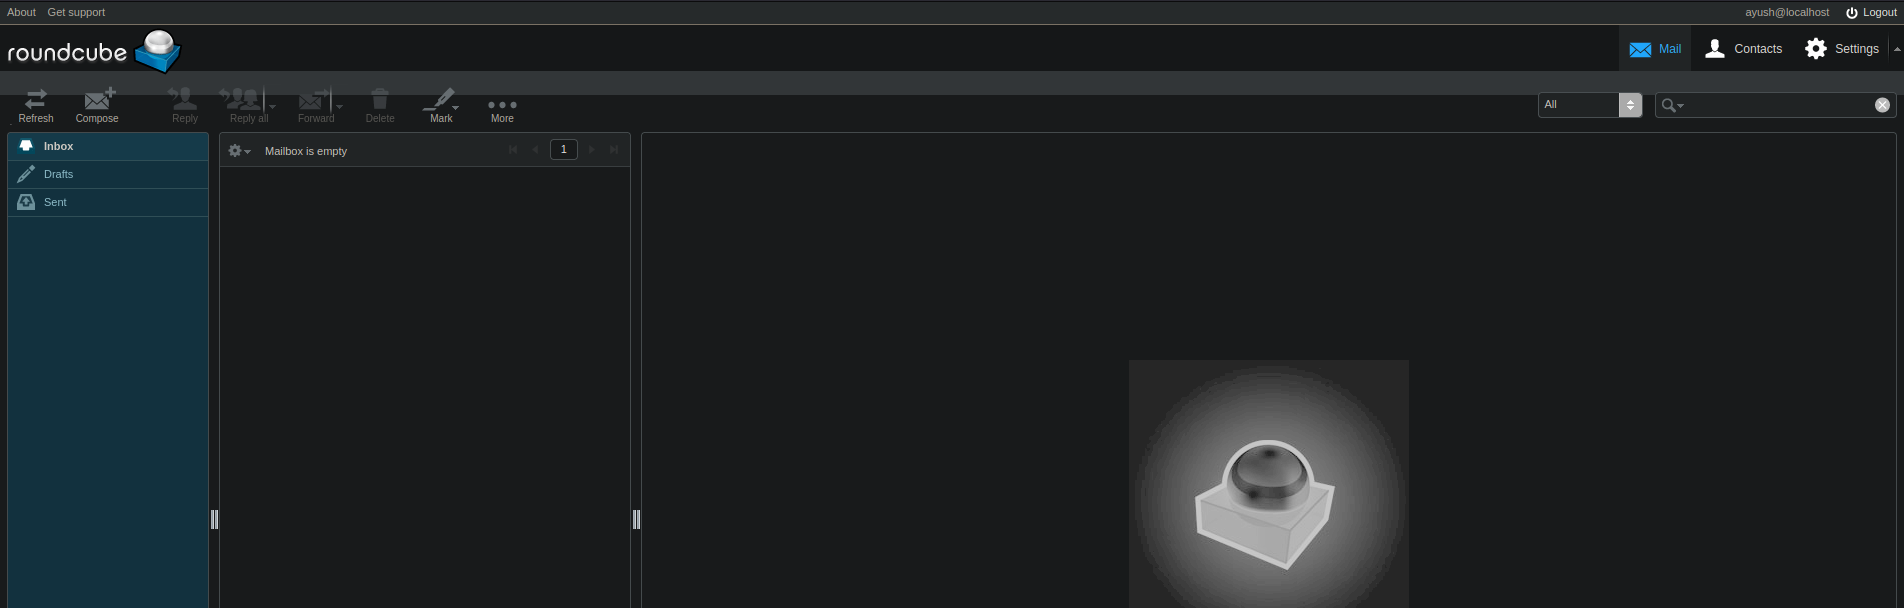 About Get support ayush@localhost Logout
roundcube Mail Contacts Settings
Refresh Compose Reply Reply all Forward Delete Mark More All
Inbox
Drafts
Sent
Mailbox is empty 1